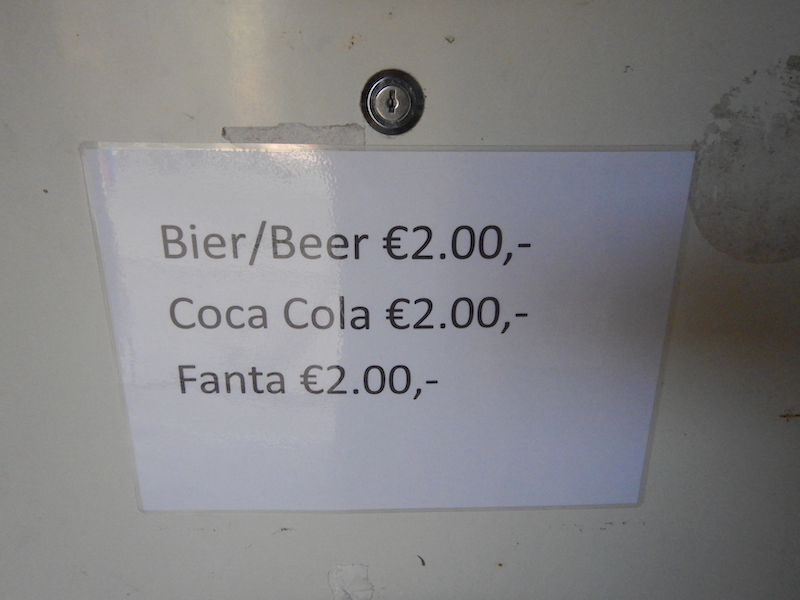 Bier/Beer €2.00,-
Coca Cola €2.00,-
Fanta €2.00,-